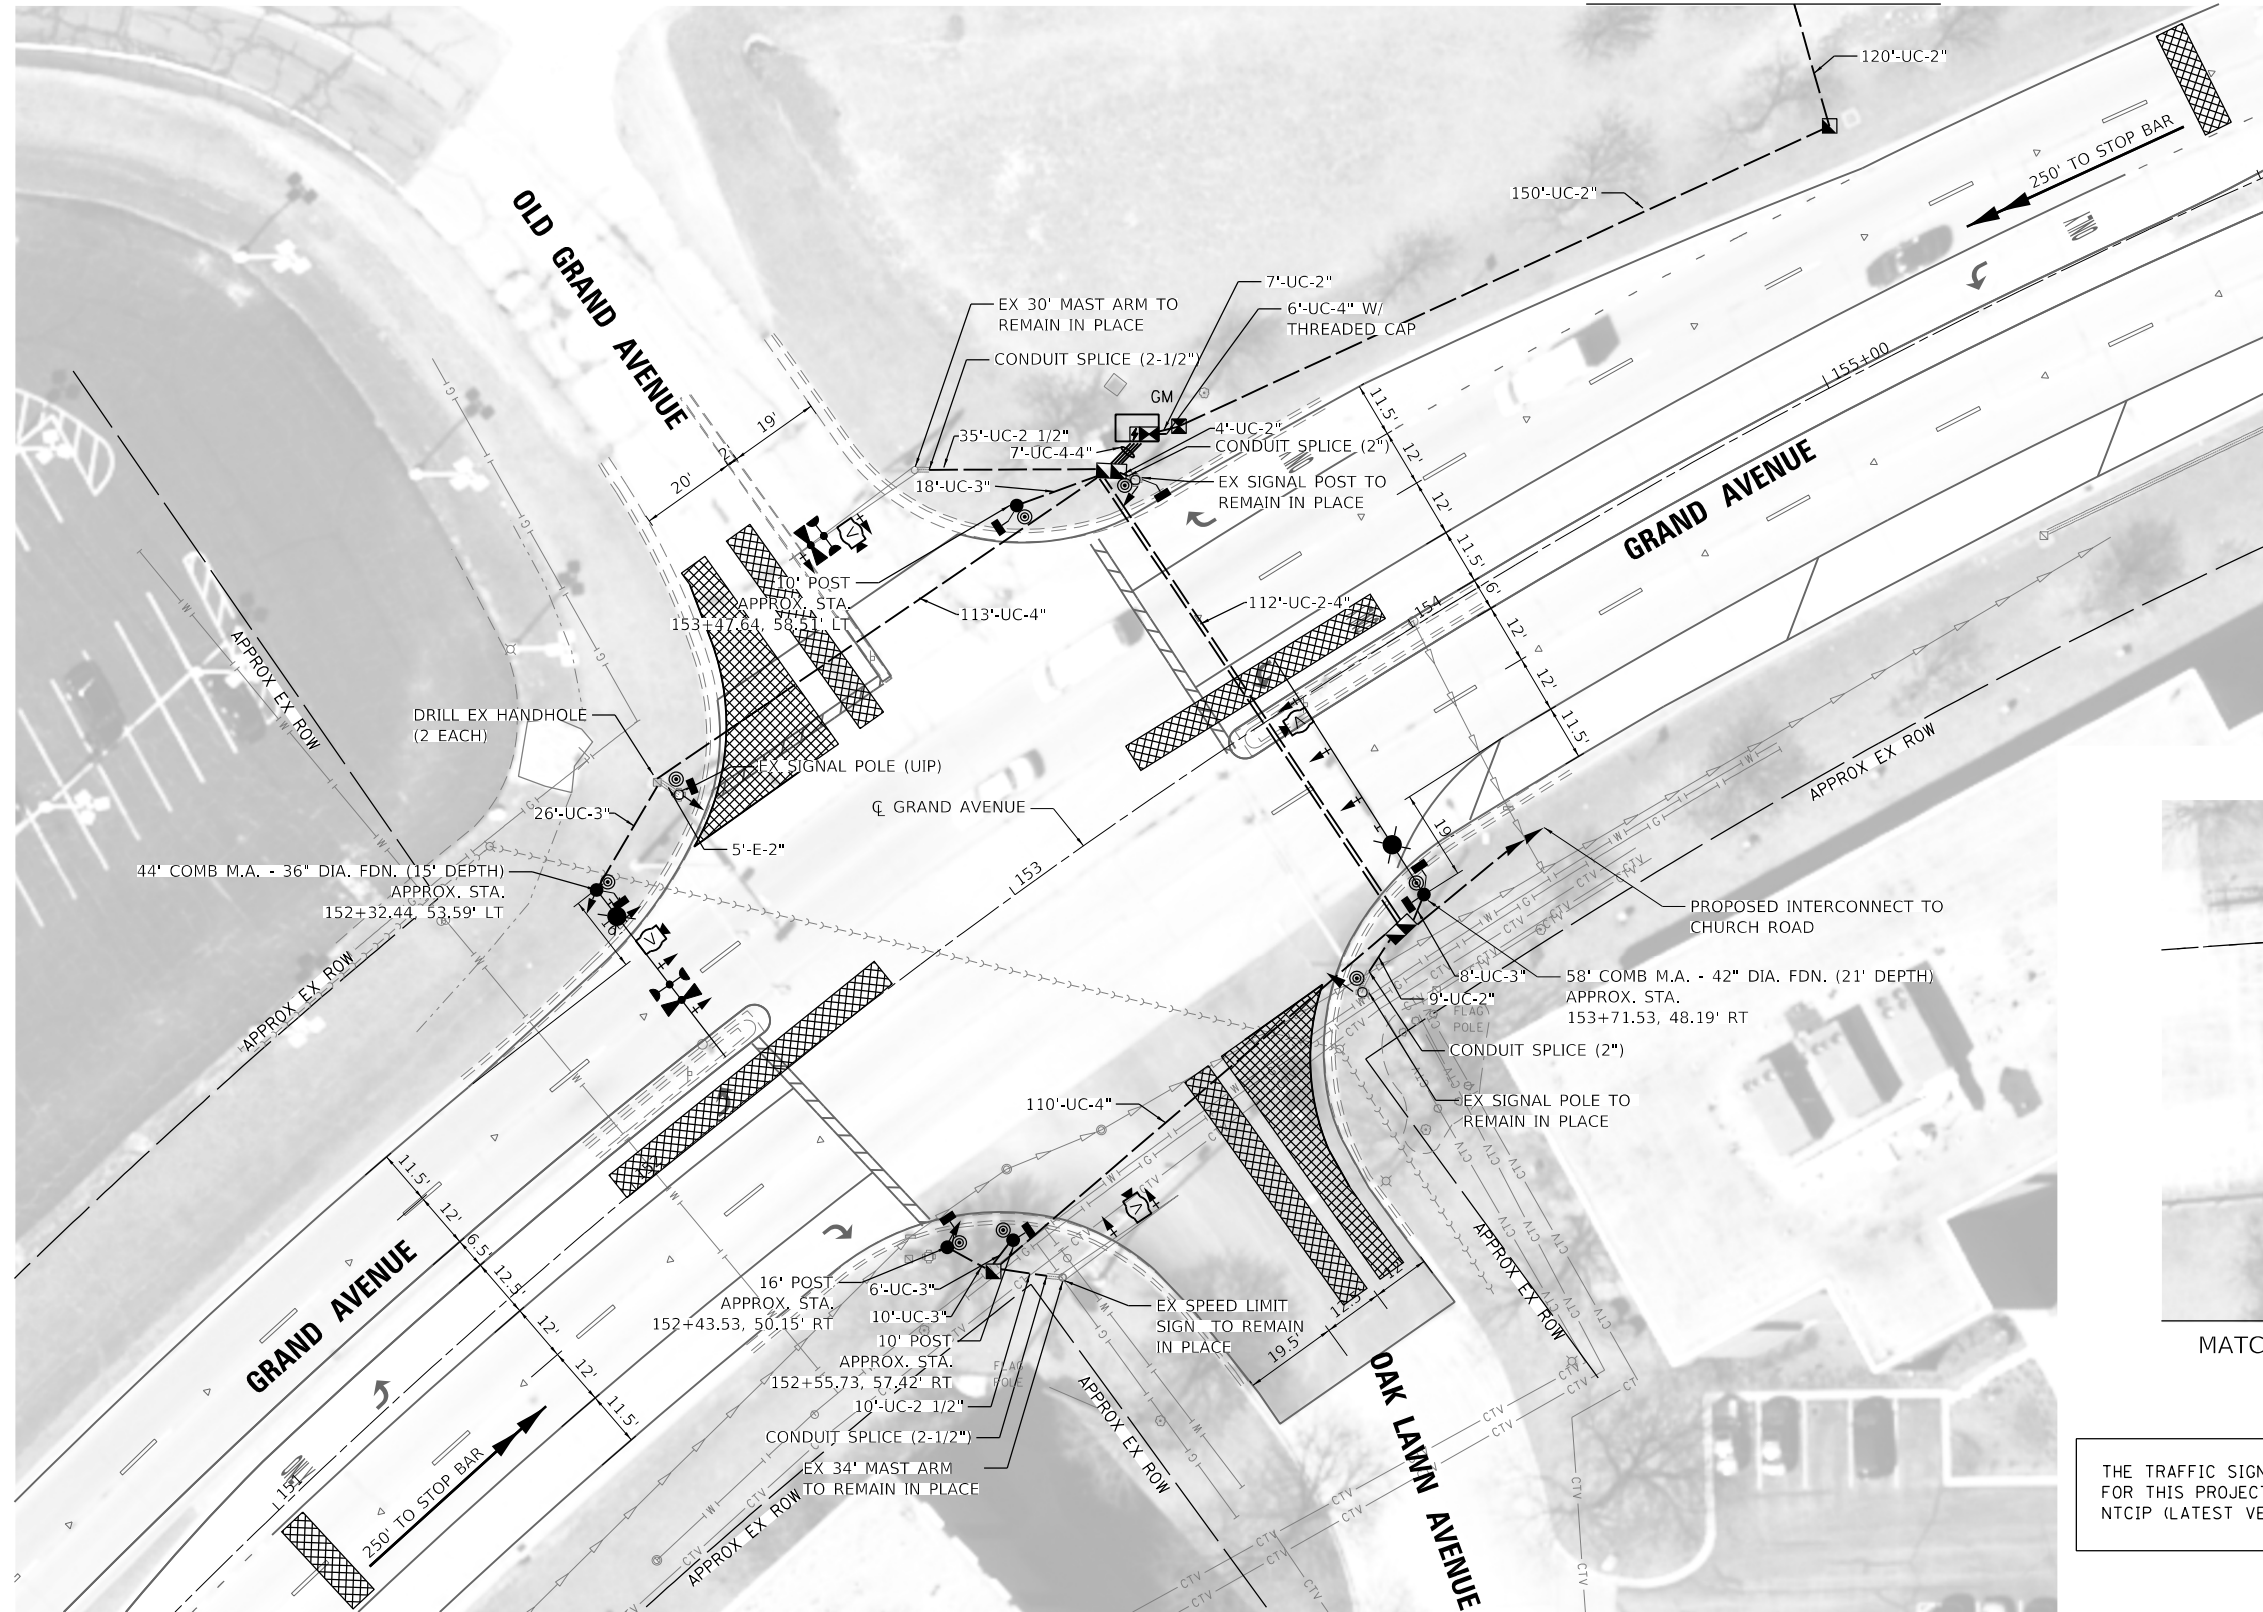 120'-UC-2"
250' TO STOP BAR
150'-UC-2"
ONLY
OLD GRAND AVENUE
7'-UC-2"
EX 30' MAST ARM TO
REMAIN IN PLACE
6'-UC-4" W/
THREADED CAP
CONDUIT SPLICE (2-1/2")
155+00
GM
11.5'
12'
12'
11.5'
6'
12'
12'
11.5'
19'
2'
20'
35'-UC-2 1/2"
7'-UC-4-4"
4'-UC-2"
CONDUIT SPLICE (2")
18'-UC-3"
EX SIGNAL POST TO
REMAIN IN PLACE
GRAND AVENUE
10' POST
APPROX. STA.
153+47.64, 58.51' LT
113'-UC-4"
112'-UC-2-4"
154
APPROX EX ROW
DRILL EX HANDHOLE
(2 EACH)
EX SIGNAL POLE (UIP)
APPROX EX ROW
26'-UC-3"
℄ GRAND AVENUE
5'-E-2"
19'
153
44' COMB M.A. - 36" DIA. FDN. (15' DEPTH)
APPROX. STA.
152+32.44, 53.59' LT
16'
PROPOSED INTERCONNECT TO
CHURCH ROAD
APPROX EX ROW
8'-UC-3"
9'-UC-2"
58' COMB M.A. - 42" DIA. FDN. (21' DEPTH)
APPROX. STA.
153+71.53, 48.19' RT
FLAG
POLE
CONDUIT SPLICE (2")
EX SIGNAL POLE TO
REMAIN IN PLACE
110'-UC-4"
11.5'
12'
6.5'
12.5'
12'
12'
11.5'
GRAND AVENUE
16' POST
APPROX. STA.
152+43.53, 50.15' RT
6'-UC-3"
10'-UC-3"
10' POST
APPROX. STA.
152+55.73, 57.42' RT
FLAG
POLE
EX SPEED LIMIT
SIGN TO REMAIN
IN PLACE
12'
12.5'
19.5'
APPROX EX ROW
10'-UC-2 1/2"
CONDUIT SPLICE (2-1/2")
EX 34' MAST ARM
TO REMAIN IN PLACE
APPROX EX ROW
OAK LAWN AVENUE
151
250' TO STOP BAR
APPROX EX ROW
MATC
THE TRAFFIC SIGN
FOR THIS PROJECT
NTCIP (LATEST VE